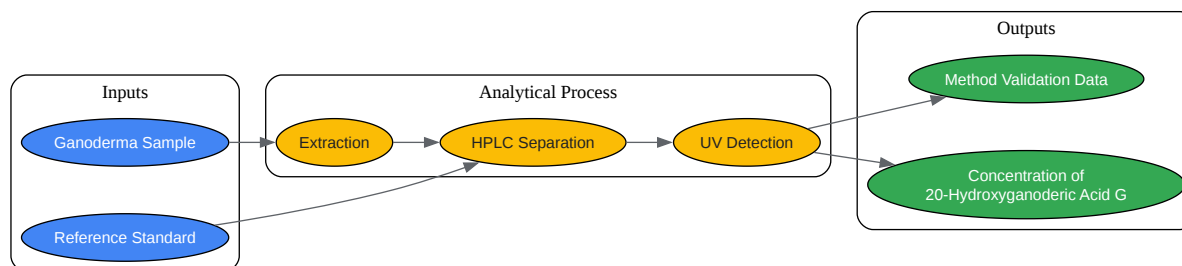 Inputs
Ganoderma Sample
Reference Standard
Analytical Process
Extraction
HPLC Separation
UV Detection
Outputs
Method Validation Data
Concentration of
20-Hydroxyganoderic Acid G